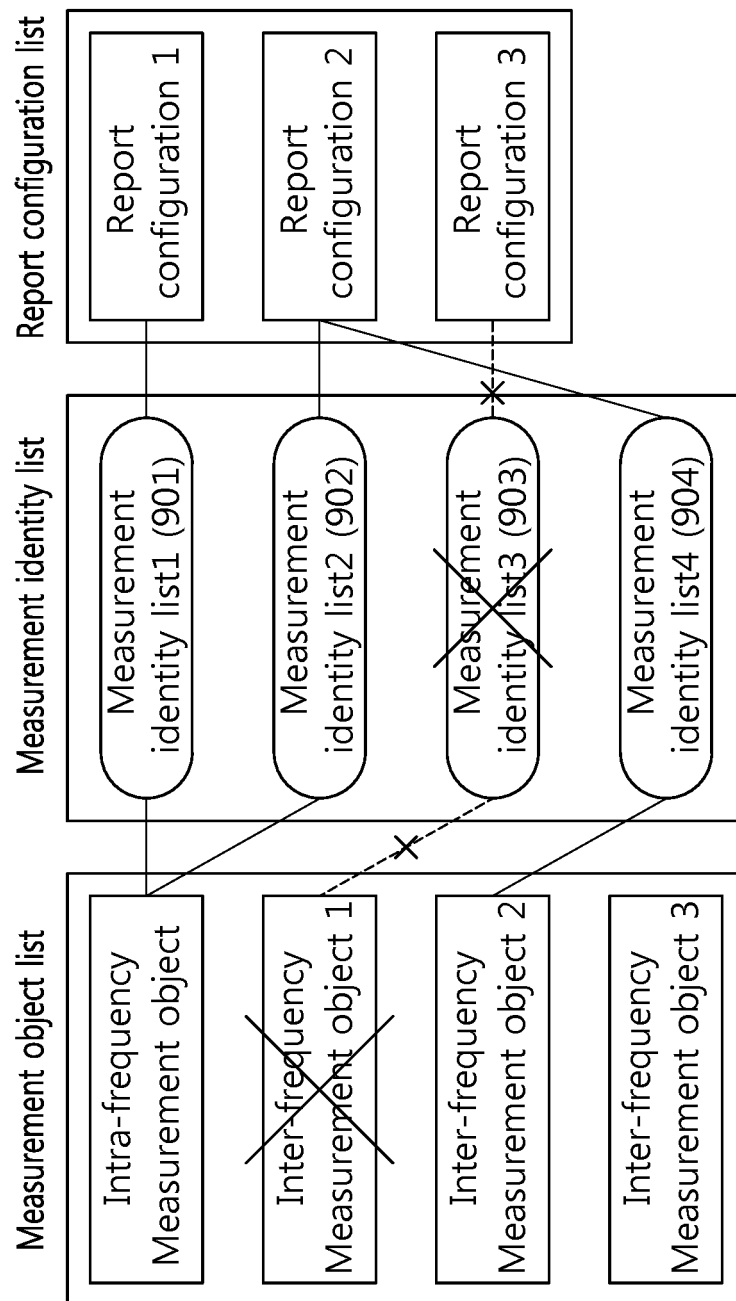 Measurement object list
Intra-frequency
Measurement object
Inter-frequency
Measurement object 1
Inter-frequency
Measurement object 2
Inter-frequency
Measurement object 3
Measurement identity list
Measurement
identity list1 (901)
Measurement
identity list2 (902)
Measurement
identity list3 (903)
Measurement
identity list4 (904)
Report configuration list
Report
configuration 1
Report
configuration 2
Report
configuration 3